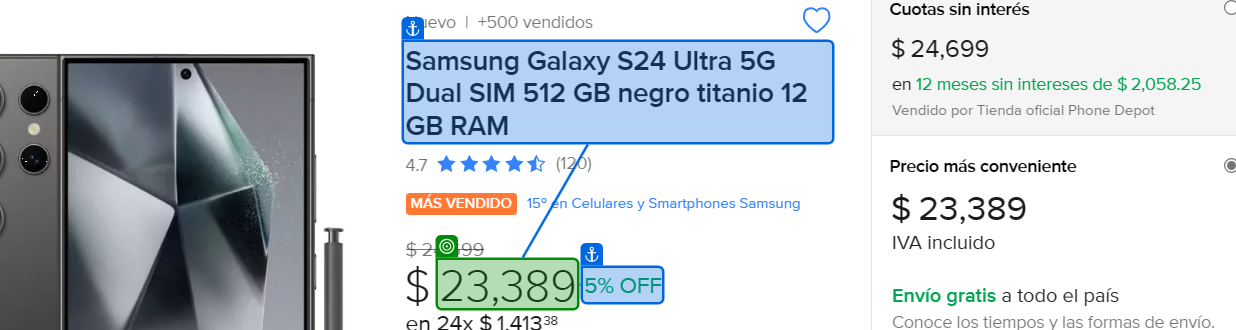 uevo | +500 vendidos
Samsung Galaxy S24 Ultra 5G
Dual SIM 512 GB negro titanio 12
GB RAM
4.7 (120)
MÁS VENDIDO 15º en Celulares y Smartphones Samsung
$ 23,389 5% OFF
en 24x $ 1,413 38
Cuotas sin interés
$ 24,699
en 12 meses sin intereses de $ 2,058.25
Vendido por Tienda oficial Phone Depot
Precio más conveniente
$ 23,389
IVA incluido
Envío gratis a todo el país
Conoce los tiempos y las formas de envío.